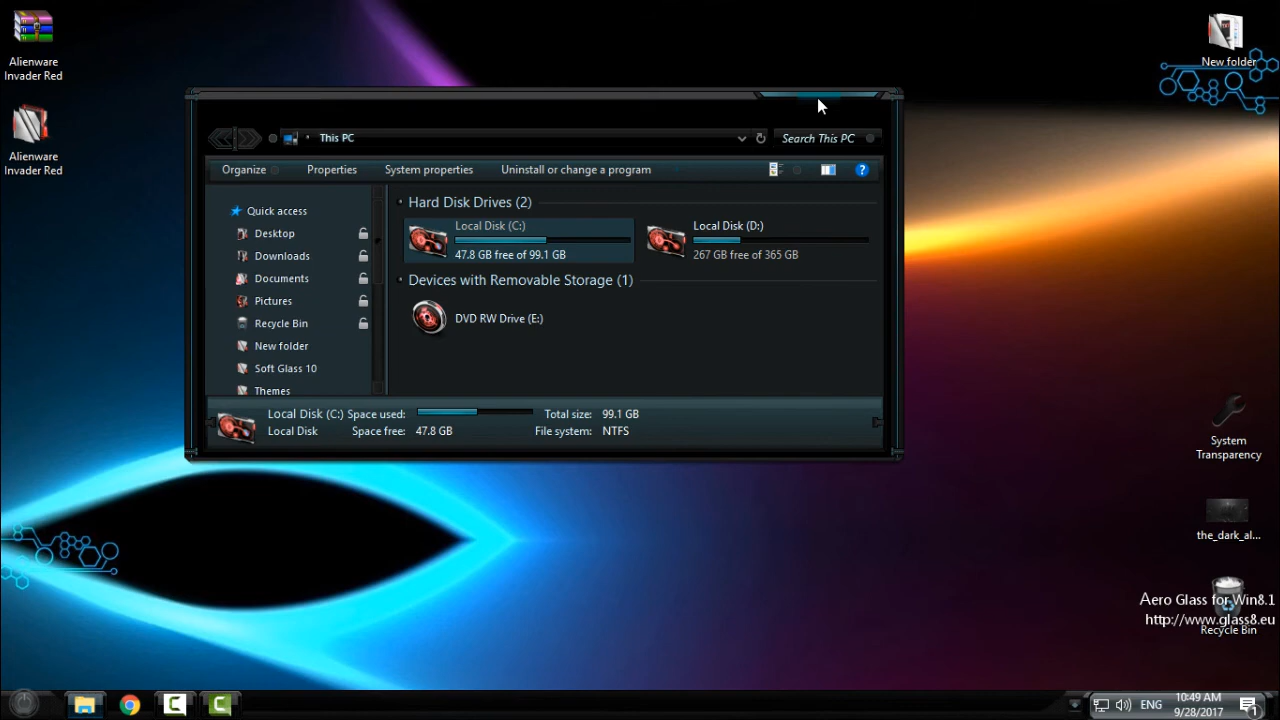 Alienware
Invader Red
Alienware
Invader Red
New folder
This PC
Search This PC
Organize
Properties
System properties
Uninstall or change a program
?
Quick access
Desktop
Downloads
Documents
Pictures
Recycle Bin
New folder
Soft Glass 10
Themes
Hard Disk Drives (2)
Local Disk (C:)
47.8 GB free of 99.1 GB
Local Disk (D:)
267 GB free of 365 GB
Devices with Removable Storage (1)
DVD RW Drive (E:)
Local Disk (C:) Space used: Total size: 99.1 GB
Local Disk Space free: 47.8 GB File system: NTFS
System
Transparency
the_dark_al...
Aero Glass for Win8.1
http://www.glass8.eu
Recycle Bin
ENG
10:49 AM
9/28/2017
1